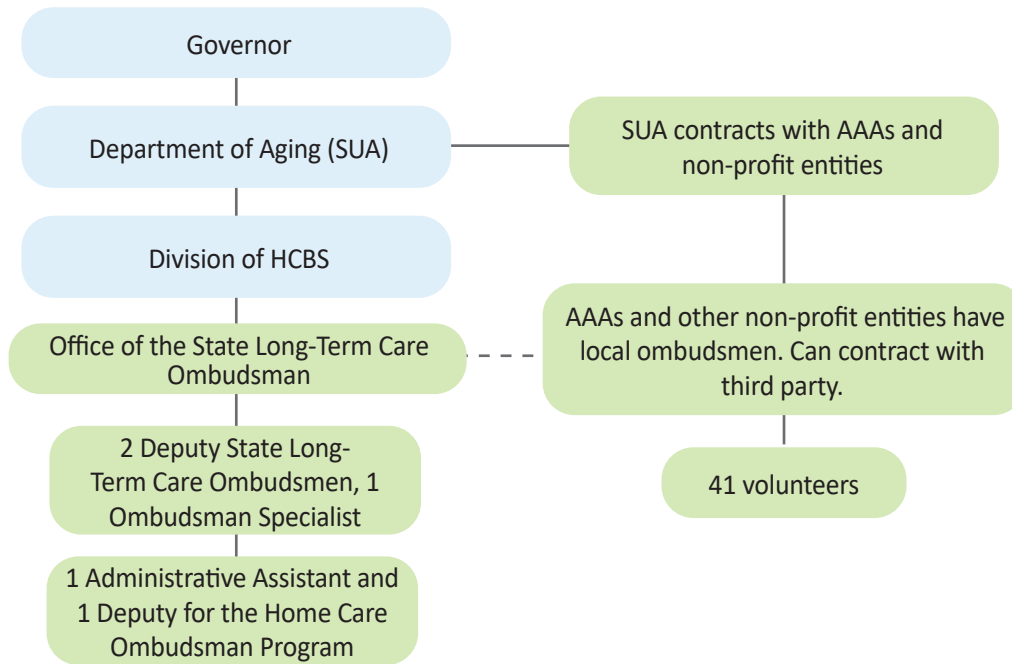 Governor
Department of Aging (SUA)
Division of HCBS
Office of the State Long-Term Care
Ombudsman
2 Deputy State Long-
Term Care Ombudsmen, 1
Ombudsman Specialist
1 Administrative Assistant and
1 Deputy for the Home Care
Ombudsman Program
SUA contracts with AAAs and
non-profit entities
AAAs and other non-profit entities have
local ombudsmen. Can contract with
third party.
41 volunteers